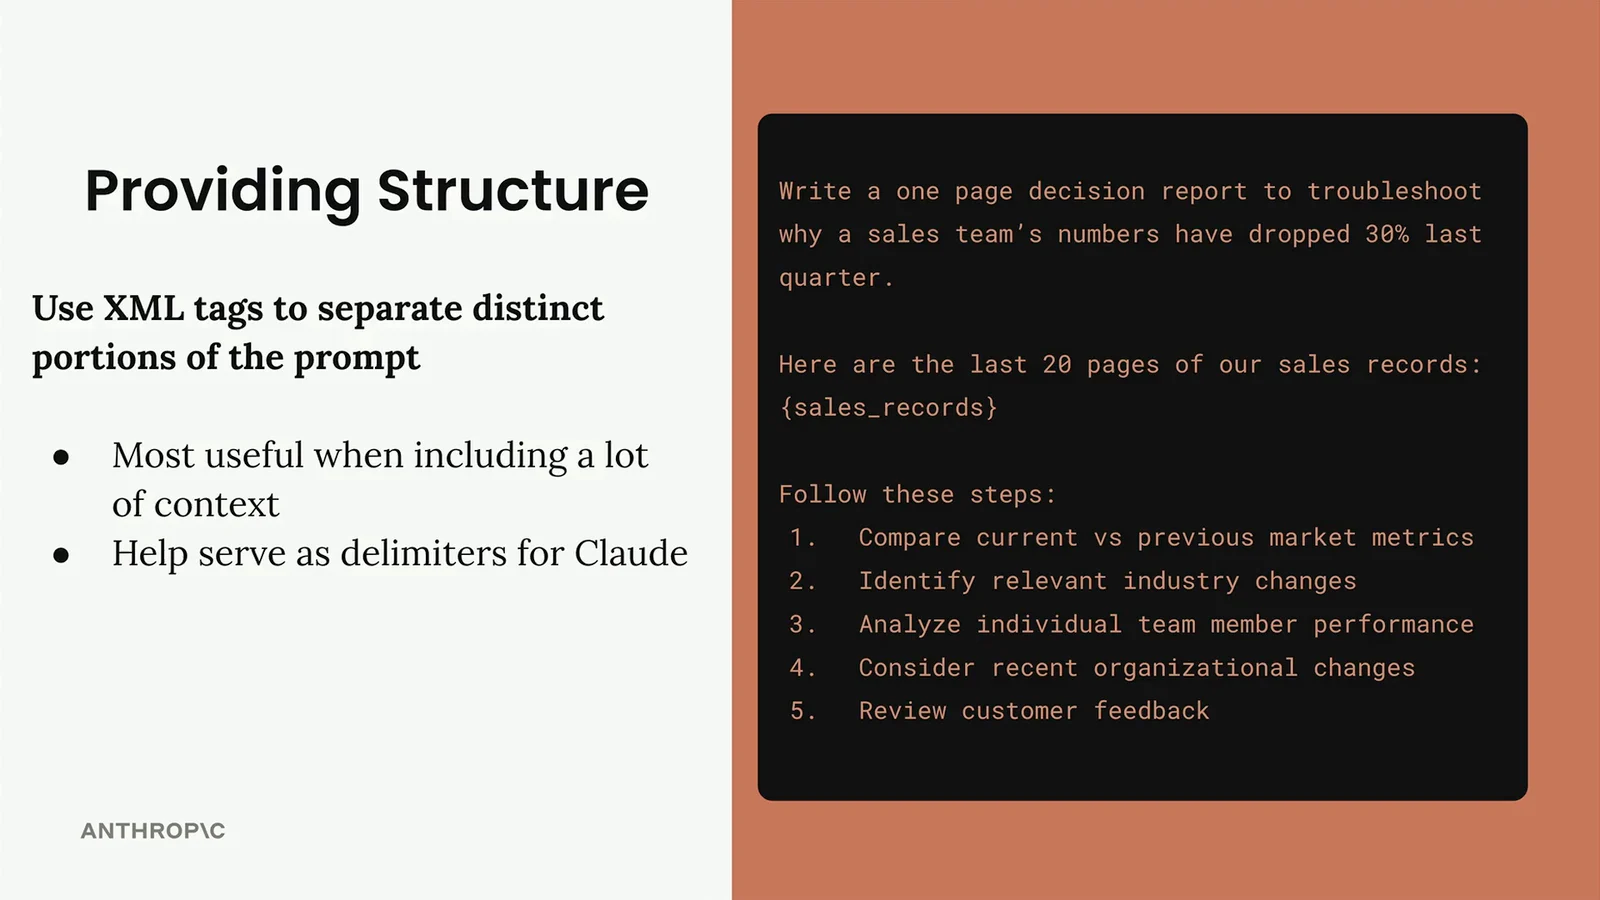 Providing Structure
Use XML tags to separate distinct
portions of the prompt
● Most useful when including a lot
of context
● Help serve as delimiters for Claude
ANTHROP\C
Write a one page decision report to troubleshoot
why a sales team’s numbers have dropped 30% last
quarter.
Here are the last 20 pages of our sales records:
{sales_records}
Follow these steps:
1. Compare current vs previous market metrics
2. Identify relevant industry changes
3. Analyze individual team member performance
4. Consider recent organizational changes
5. Review customer feedback